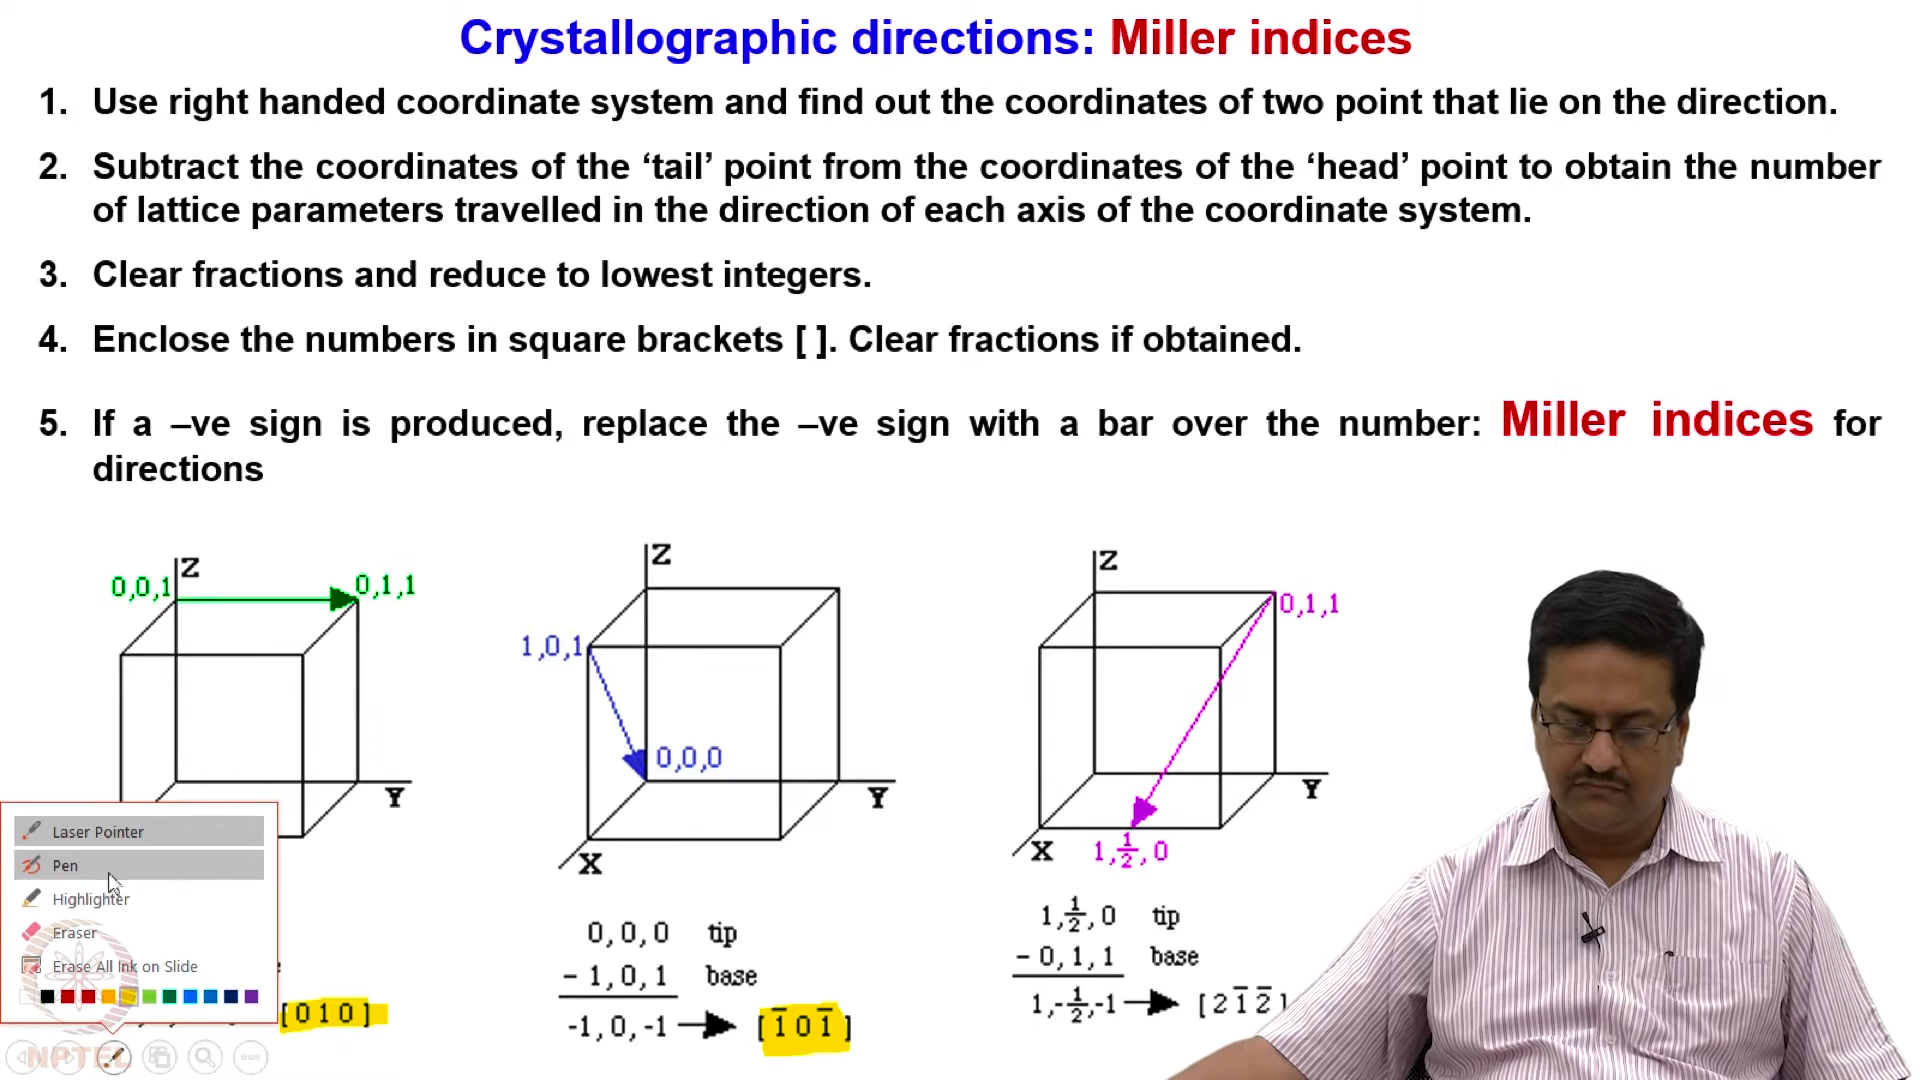 Crystallographic directions: Miller indices
1. Use right handed coordinate system and find out the coordinates of two point that lie on the direction.
2. Subtract the coordinates of the ‘tail’ point from the coordinates of the ‘head’ point to obtain the number
of lattice parameters travelled in the direction of each axis of the coordinate system.
3. Clear fractions and reduce to lowest integers.
4. Enclose the numbers in square brackets [ ]. Clear fractions if obtained.
5. If a –ve sign is produced, replace the –ve sign with a bar over the number: Miller indices for
directions
Z
0,0,1
0,1,1
Y
[010]
Z
1,0,1
0,0,0
Y
X
0,0,0 tip
- 1,0,1 base
-1,0,-1 [1̄01̄]
Z
0,1,1
Y
X
1,½,0
1,½,0 tip
- 0,1,1 base
1,-½,-1 [21̄2̄]
Laser Pointer
Pen
Highlighter
Eraser
Erase All Ink on Slide
NPTEL